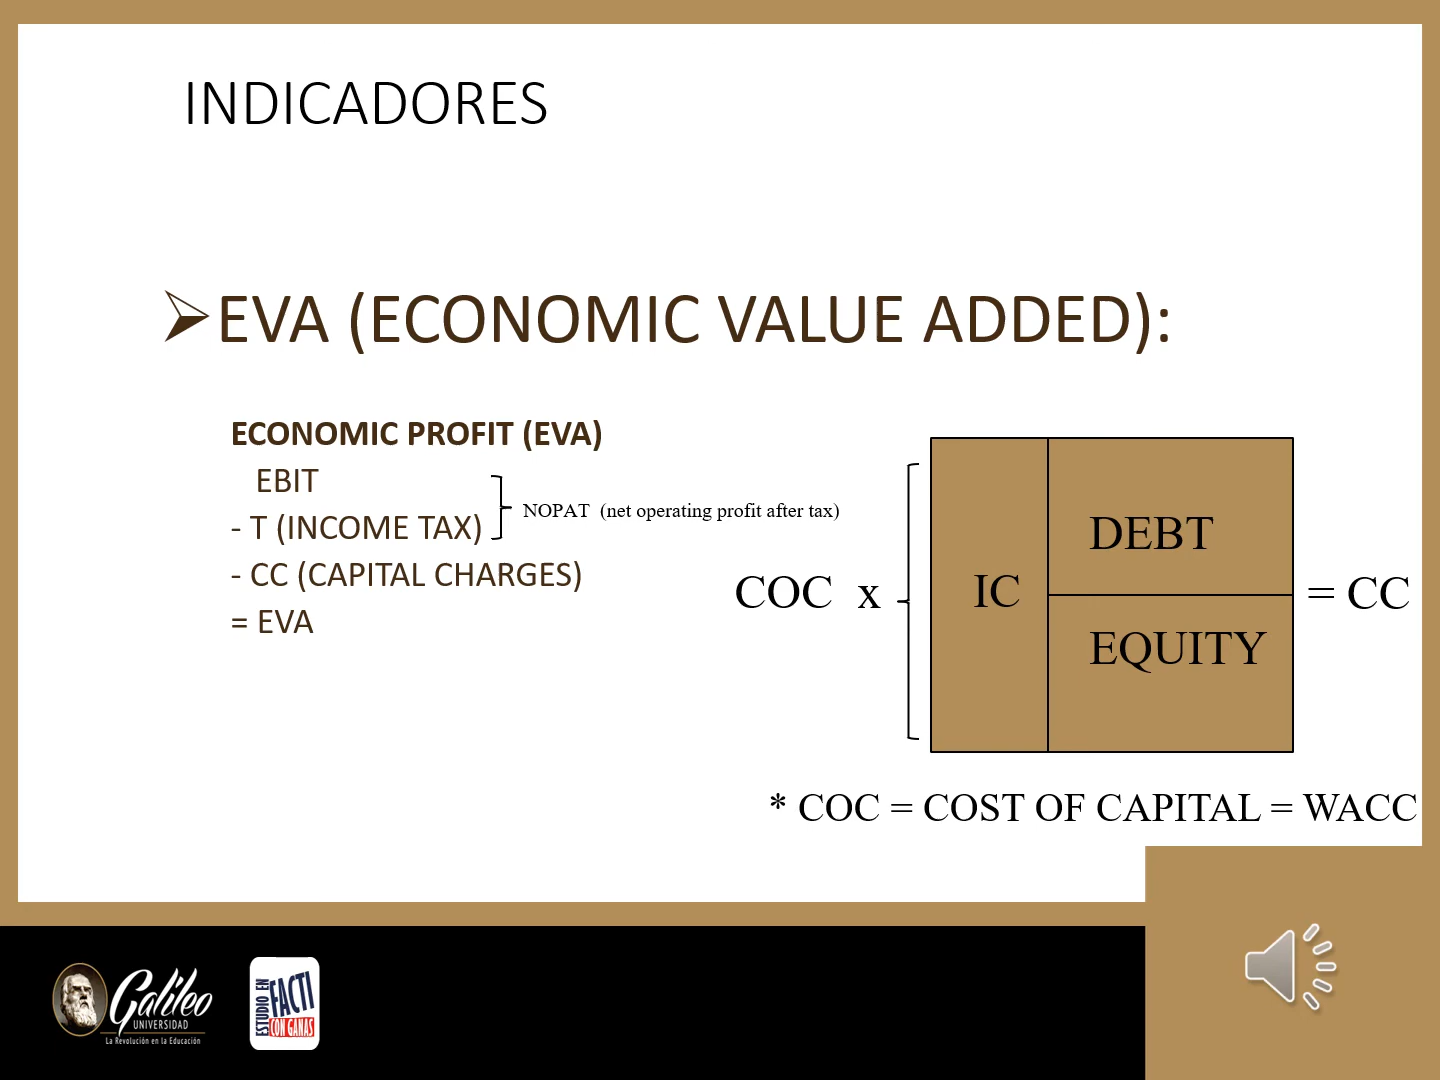 INDICADORES
EVA (ECONOMIC VALUE ADDED):
ECONOMIC PROFIT (EVA)
EBIT
- T (INCOME TAX)
NOPAT (net operating profit after tax)
- CC (CAPITAL CHARGES)
= EVA
COC x
IC
DEBT
EQUITY
= CC
* COC = COST OF CAPITAL = WACC
Galileo
UNIVERSIDAD
La Revolución en la Educación
ESTUDIO EN
FACTI
CON GANAS